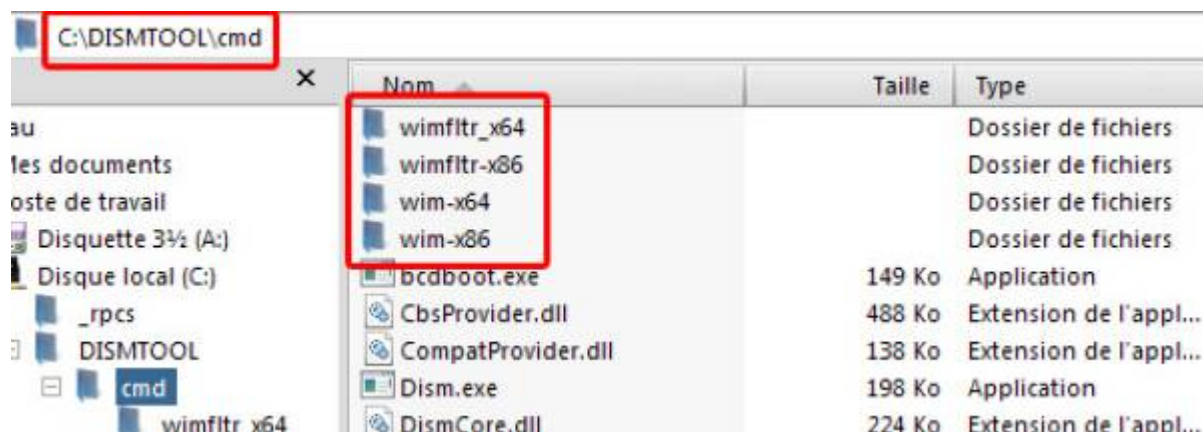 C:\DISMTOOL\cmd
Nom Taille Type
au
wimfltr_x64 Dossier de fichiers
Mes documents
wimfltr-x86 Dossier de fichiers
oste de travail
wim-x64 Dossier de fichiers
Disquette 3½ (A:)
wim-x86 Dossier de fichiers
Disque local (C:)
bcdboot.exe 149 Ko Application
_rpcs
CbsProvider.dll 488 Ko Extension de l'appl...
DISMTOOL
CompatProvider.dll 138 Ko Extension de l'appl...
cmd
Dism.exe 198 Ko Application
wimfltr_x64
DismCore.dll 224 Ko Extension de l'appl...